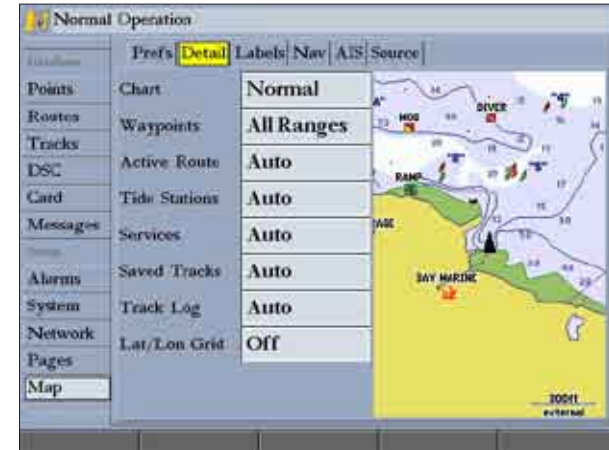 Normal Operation
Prefs Detail Labels Nav AIS Source
Points
Routes
Tracks
DSC
Card
Messages
Alarms
System
Network
Pages
Map
Chart Normal
Waypoints All Ranges
Active Route Auto
Tide Stations Auto
Services Auto
Saved Tracks Auto
Track Log Auto
Lat/Lon Grid Off
MOB
DIVER
RAMP
DAY MARINE
300ft
external